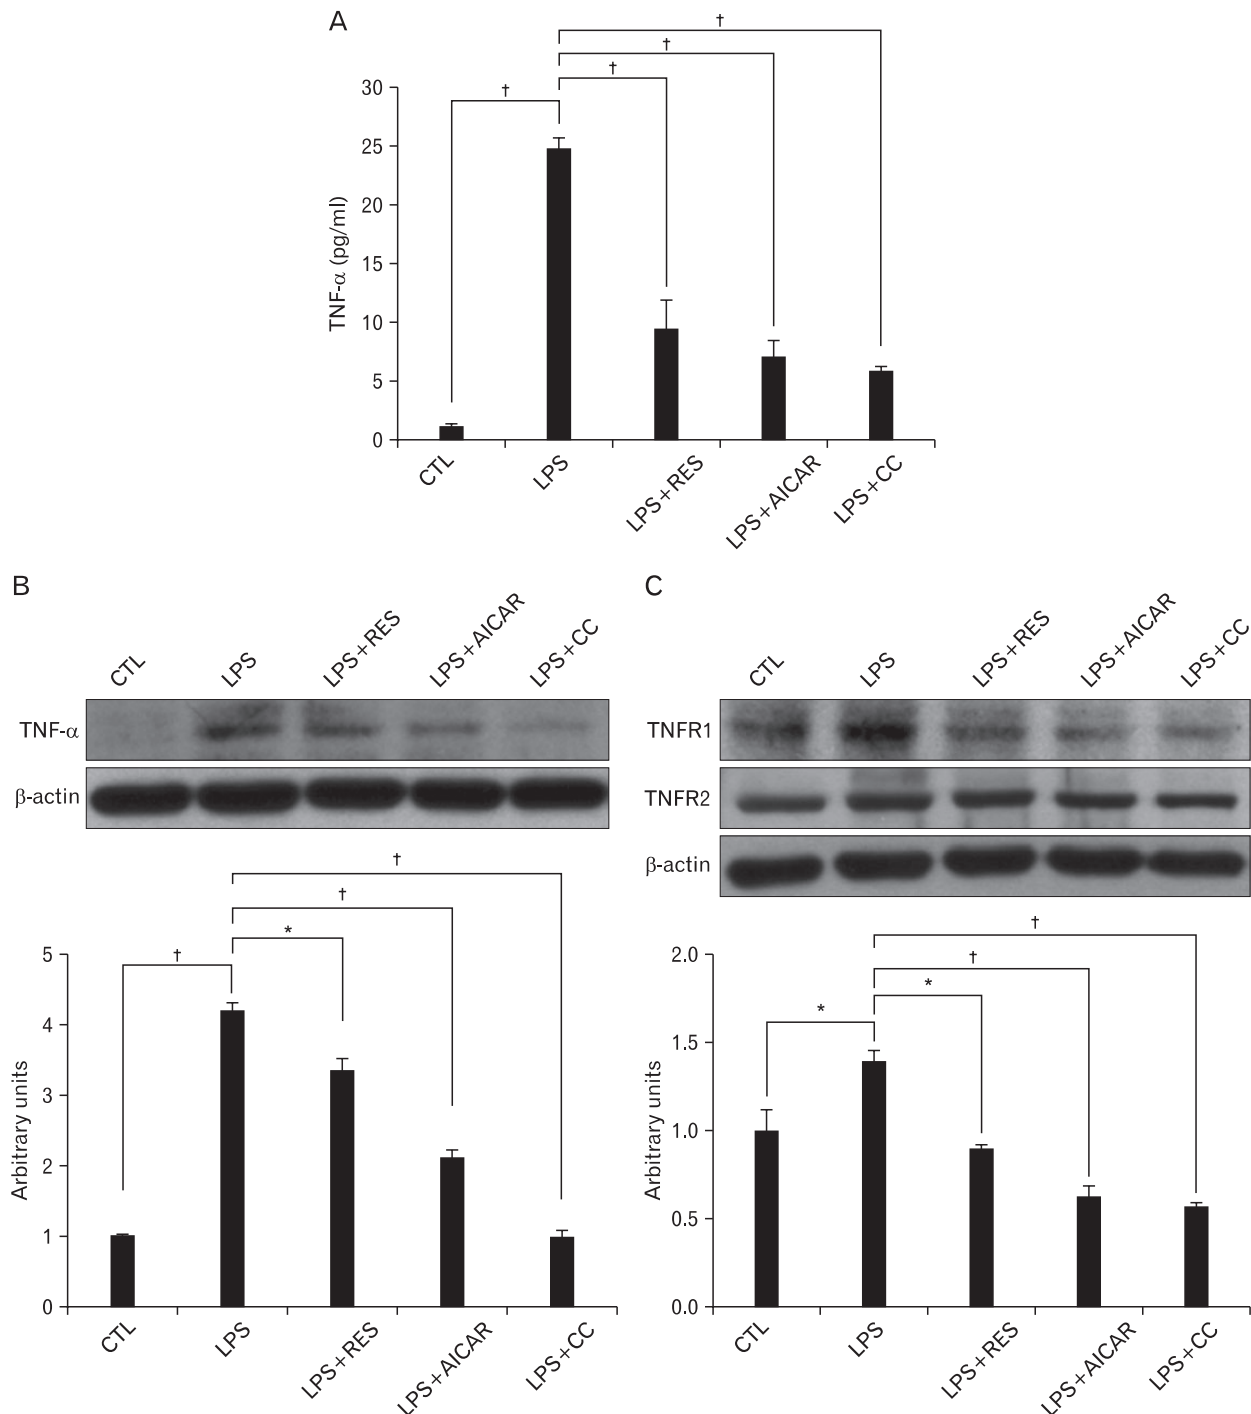 A
†
†
†
†
30
25
20
15
10
5
0
TNF-α (pg/ml)
CTL
LPS
LPS+RES
LPS+AICAR
LPS+CC
B
CTL
LPS
LPS+RES
LPS+AICAR
LPS+CC
TNF-α
β-actin
†
†
*
†
5
4
3
2
1
0
Arbitrary units
CTL
LPS
LPS+RES
LPS+AICAR
LPS+CC
C
CTL
LPS
LPS+RES
LPS+AICAR
LPS+CC
TNFR1
TNFR2
β-actin
†
†
*
*
2.0
1.5
1.0
0.5
0.0
Arbitrary units
CTL
LPS
LPS+RES
LPS+AICAR
LPS+CC